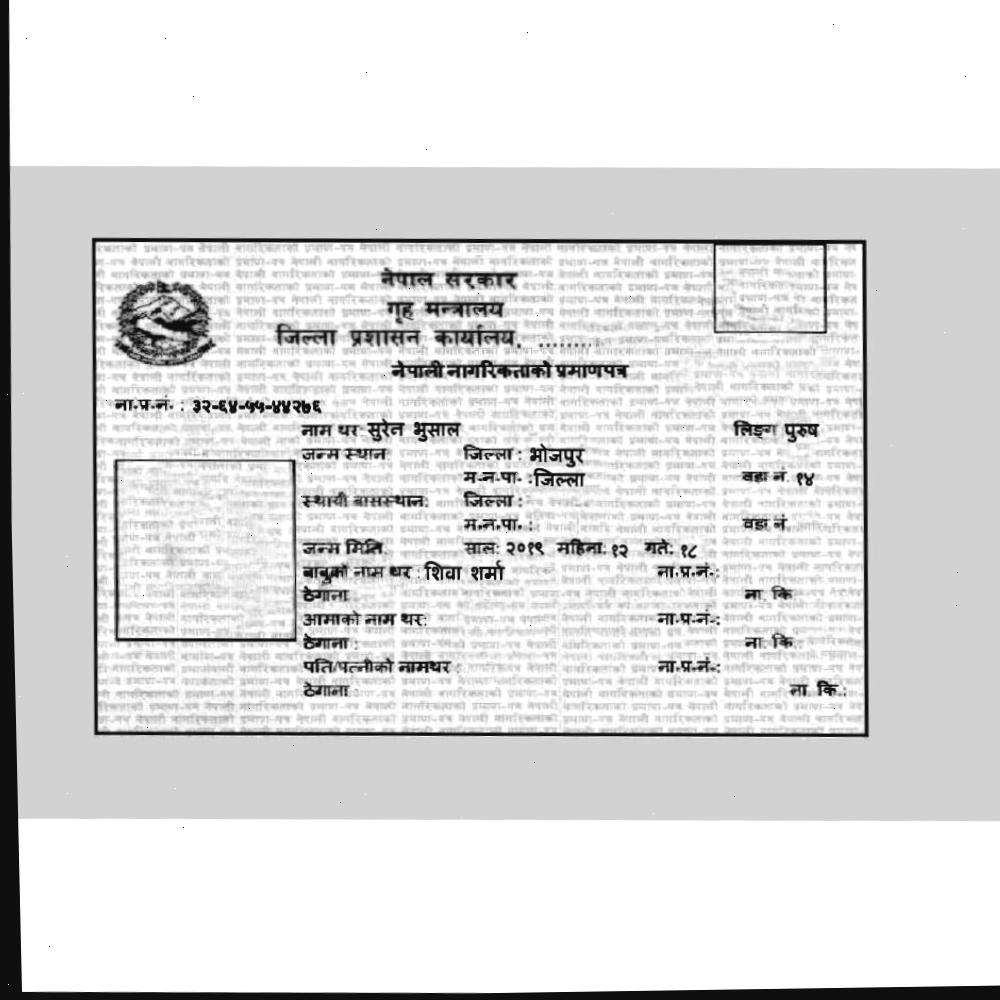 नेपाल सरकार
गृह मन्त्रालय
जिल्ला प्रशासन कार्यालय, .........
नेपाली नागरिकताको प्रमाणपत्र
ना.प्र.नं. : ३२-६४-५५-४४२७६
नाम थर सुरेन भुसाल लिङ्ग पुरुष
जन्म स्थान जिल्ला : भोजपुर
म.न.पा. : जिल्ला वडा नं. १४
स्थायी बासस्थान: जिल्ला :
म.न.पा. : वडा नं.
जन्म मिति साल: २०१९ महिना: १२ गते: १८
बाबुको नाम थर : शिवा शर्मा ना.प्र.नं.:
ठेगाना ना. कि
आमाको नाम थर: ना.प्र.नं.:
ठेगाना : ना. कि.:
पति/पत्नीको नामथर : ना.प्र.नं.:
ठेगाना : ना. कि.: